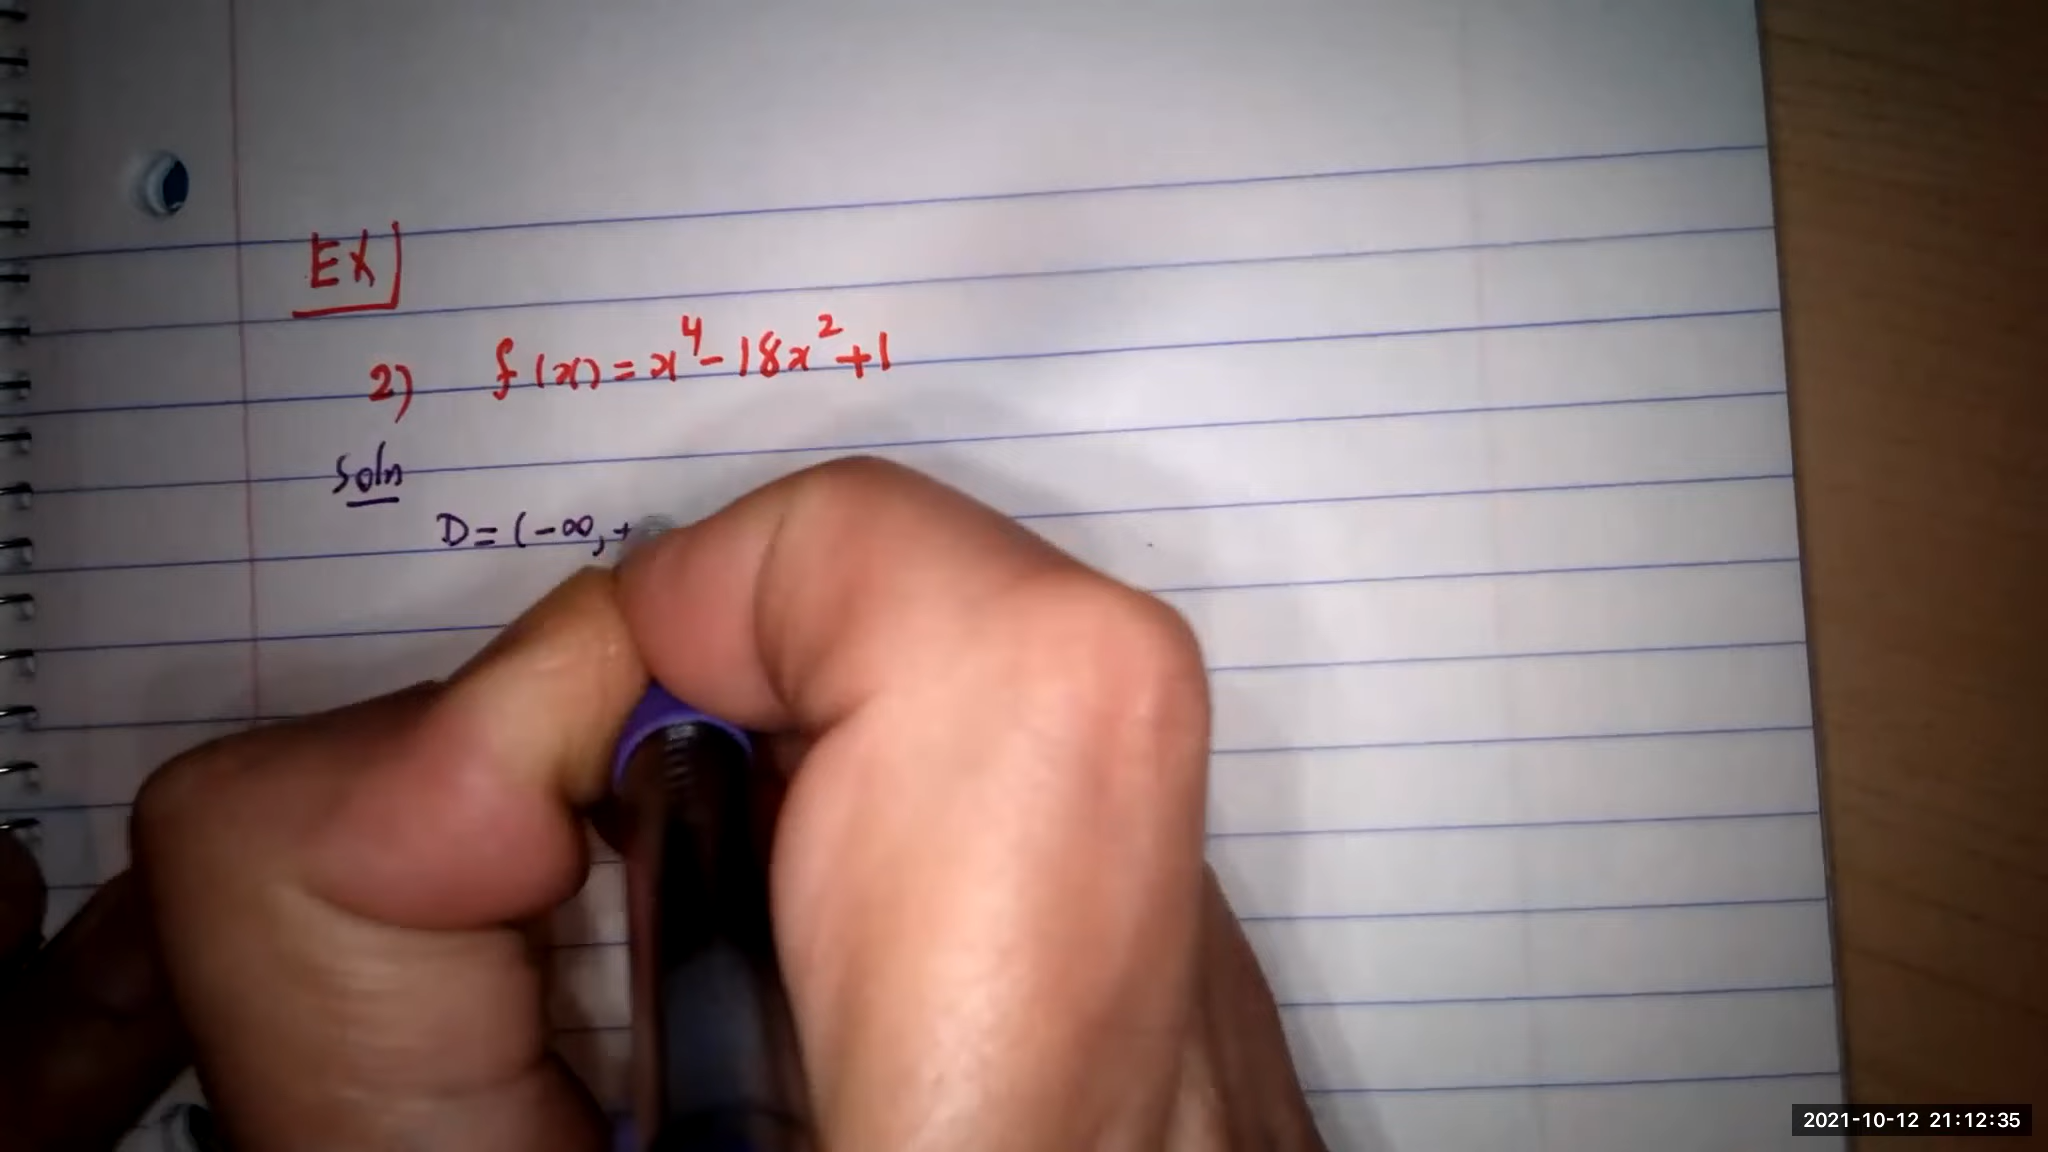 EX
2) f(x) = x⁴ - 18x² + 1
Soln
D = (-∞, +
2021-10-12 21:12:35